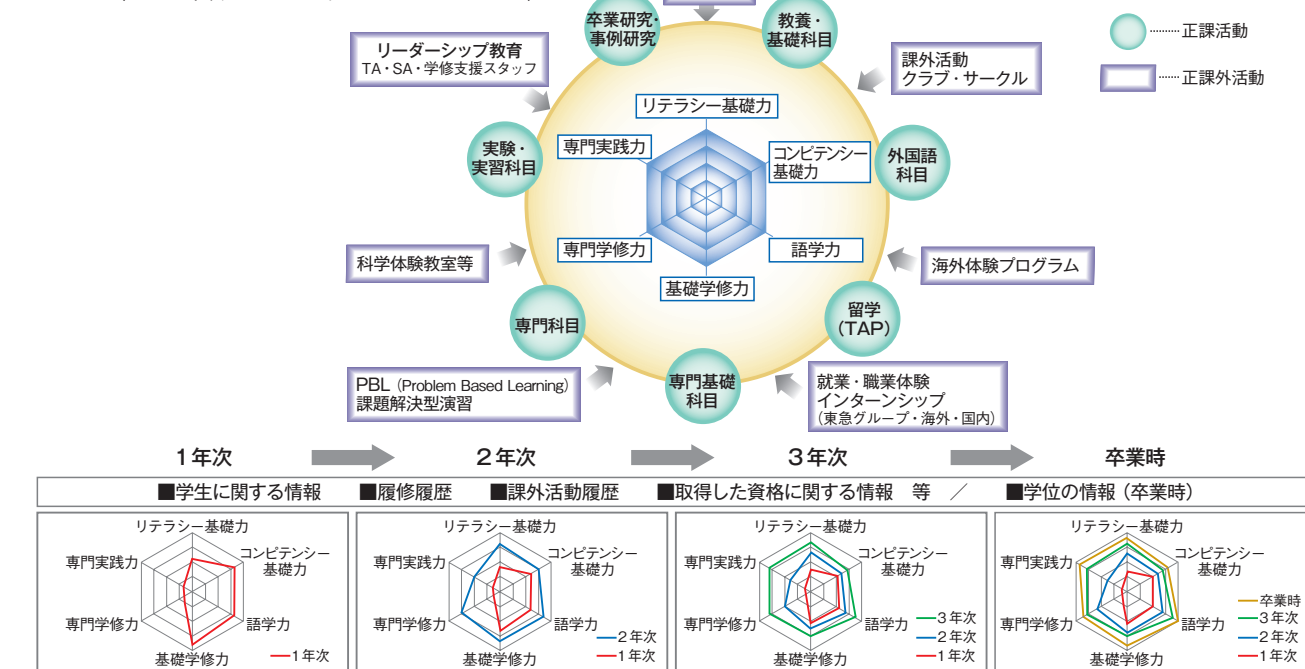 卒業研究・
事例研究
教養・
基礎科目
………正課活動
リーダーシップ教育
TA・SA・学修支援スタッフ
課外活動
クラブ・サークル
……正課外活動
リテラシー基礎力
専門実践力
コンピテンシー
基礎力
実験・
実習科目
外国語
科目
専門学修力
語学力
基礎学修力
科学体験教室等
海外体験プログラム
専門科目
留学
(TAP)
専門基礎
科目
PBL (Problem Based Learning)
課題解決型演習
就業・職業体験
インターンシップ
(東急グループ・海外・国内)
1年次
2年次
3年次
卒業時
■学生に関する情報 ■履修履歴 ■課外活動履歴 ■取得した資格に関する情報 等 / ■学位の情報(卒業時)
リテラシー基礎力
専門実践力
コンピテンシー
基礎力
専門学修力
語学力
基礎学修力
1年次
リテラシー基礎力
専門実践力
コンピテンシー
基礎力
専門学修力
語学力
2年次
基礎学修力
1年次
リテラシー基礎力
専門実践力
コンピテンシー
基礎力
専門学修力
語学力
3年次
2年次
基礎学修力
1年次
リテラシー基礎力
専門実践力
コンピテンシー
基礎力
専門学修力
語学力
卒業時
3年次
2年次
基礎学修力
1年次